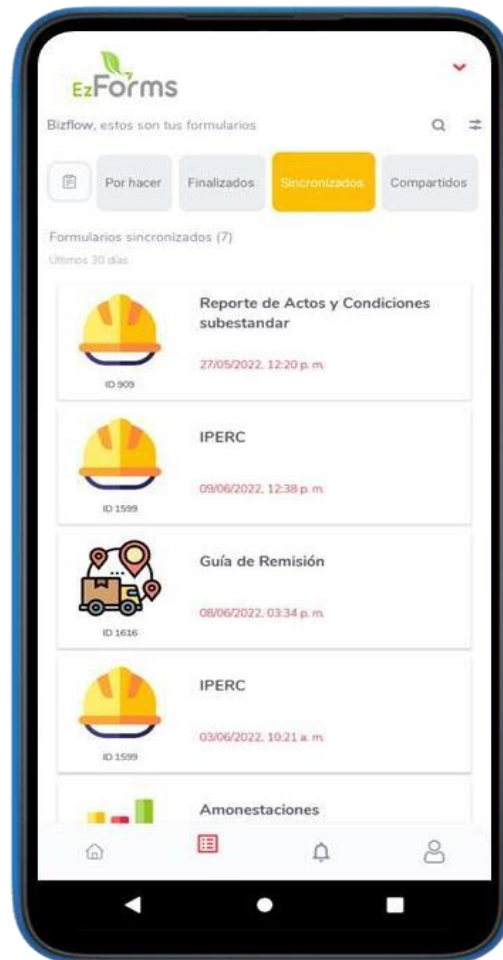 EzForms
Bizflow, estos son tus formularios
Por hacer
Finalizados
Sincronizados
Compartidos
Formularios sincronizados (7)
Últimos 30 días
Reporte de Actos y Condiciones
subestandar
27/05/2022, 12:20 p. m.
ID 909
IPERC
09/06/2022, 12:38 p. m.
ID 1599
Guía de Remisión
08/06/2022, 03:34 p. m.
ID 1616
IPERC
03/06/2022, 10:21 a. m.
ID 1599
Amonestaciones